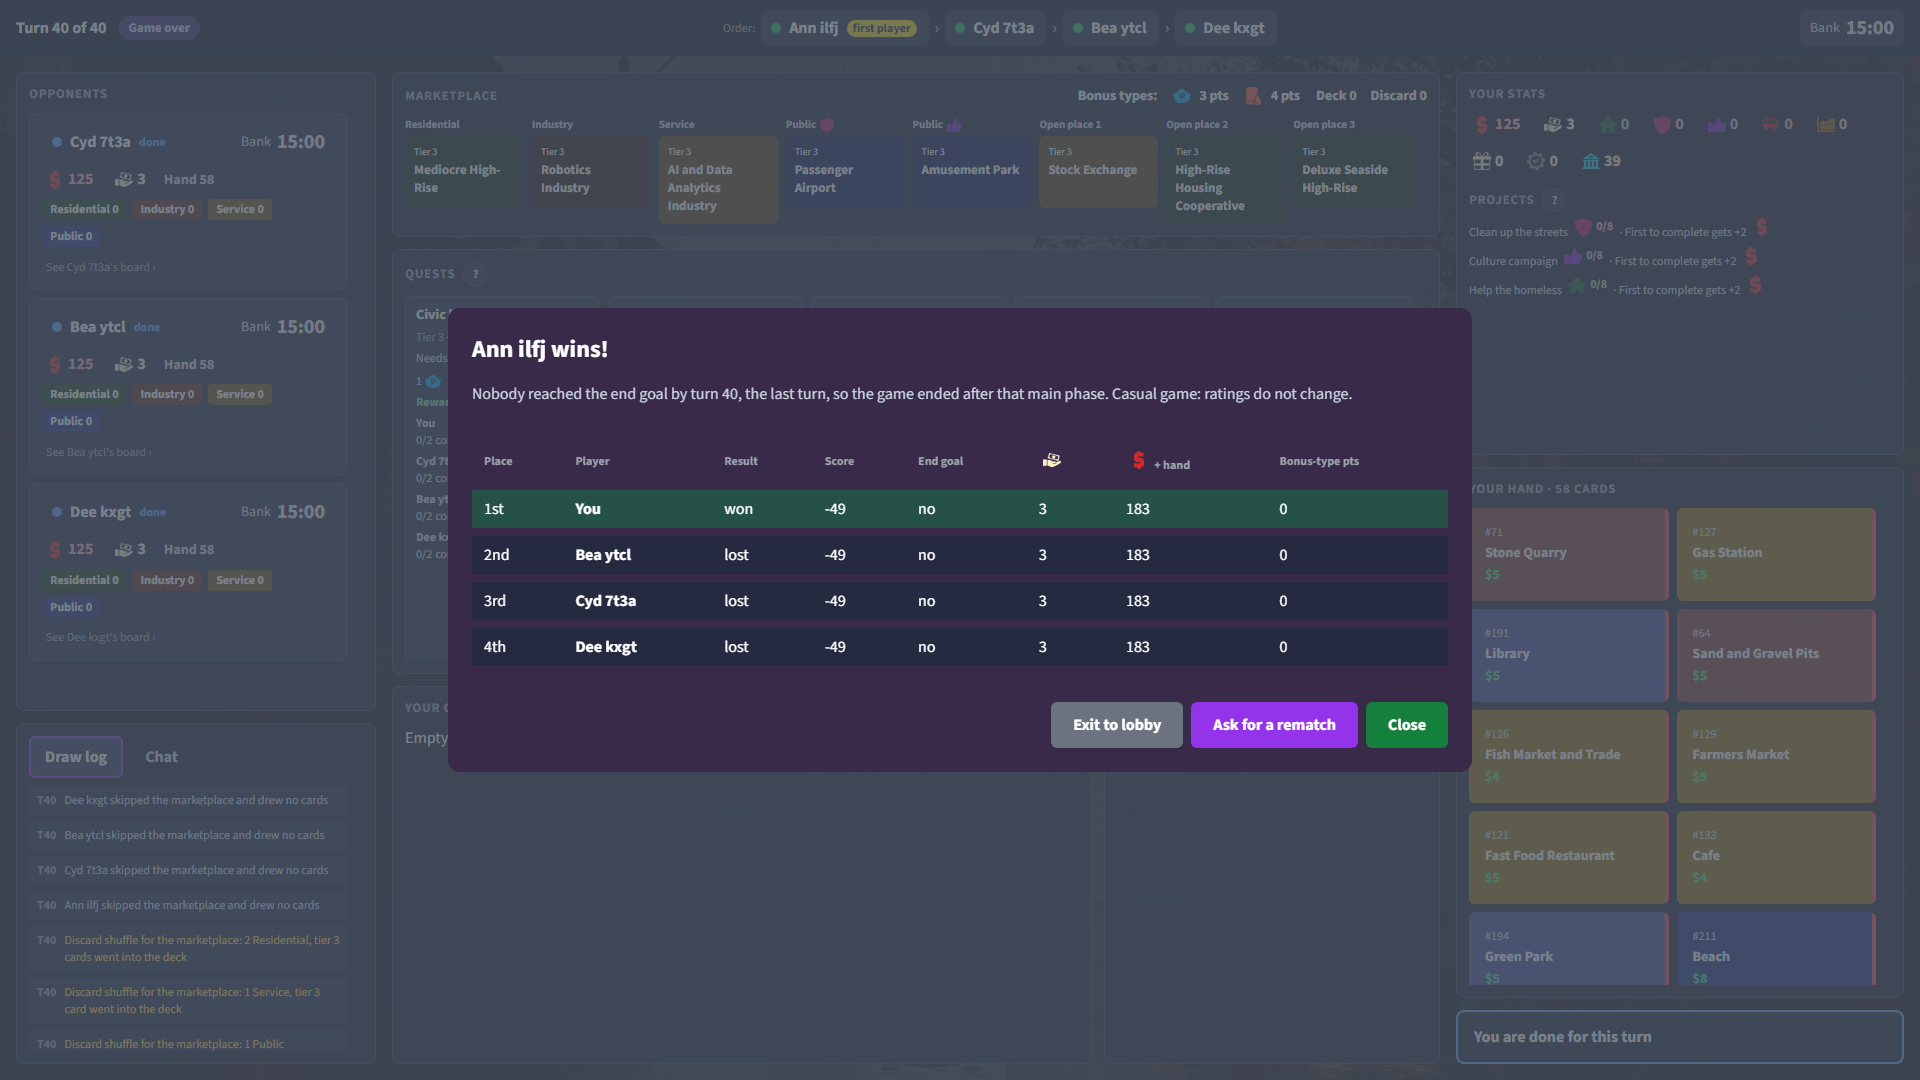 Turn 40 of 40 Game over
Order: Ann ilfj first player › Cyd 7t3a › Bea ytcl › Dee kxgt
Bank 15:00
OPPONENTS
Cyd 7t3a done Bank 15:00
125 3 Hand 58
Residential 0 Industry 0 Service 0
Public 0
See Cyd 7t3a's board ›
Bea ytcl done Bank 15:00
125 3 Hand 58
Residential 0 Industry 0 Service 0
Public 0
See Bea ytcl's board ›
Dee kxgt done Bank 15:00
125 3 Hand 58
Residential 0 Industry 0 Service 0
Public 0
See Dee kxgt's board ›
Draw log Chat
T40 Dee kxgt skipped the marketplace and drew no cards
T40 Bea ytcl skipped the marketplace and drew no cards
T40 Cyd 7t3a skipped the marketplace and drew no cards
T40 Ann ilfj skipped the marketplace and drew no cards
T40 Discard shuffle for the marketplace: 2 Residential, tier 3
cards went into the deck
T40 Discard shuffle for the marketplace: 1 Service, tier 3
card went into the deck
T40 Discard shuffle for the marketplace: 1 Public
MARKETPLACE
Bonus types: 3 pts 4 pts Deck 0 Discard 0
Residential Industry Service Public Public Open place 1 Open place 2 Open place 3
Tier 3
Mediocre High-
Rise
Tier 3
Robotics
Industry
Tier 3
AI and Data
Analytics
Industry
Tier 3
Passenger
Airport
Tier 3
Amusement Park
Tier 3
Stock Exchange
Tier 3
High-Rise
Housing
Cooperative
Tier 3
Deluxe Seaside
High-Rise
QUESTS ?
Civic
Tier 3
Needs
1
You
0/2
0/2
0/2
0/2
Empty
Ann ilfj wins!
Nobody reached the end goal by turn 40, the last turn, so the game ended after that main phase. Casual game: ratings do not change.
Place Player Result Score End goal + hand Bonus-type pts
1st You won -49 no 3 183 0
2nd Bea ytcl lost -49 no 3 183 0
3rd Cyd 7t3a lost -49 no 3 183 0
4th Dee kxgt lost -49 no 3 183 0
Exit to lobby Ask for a rematch Close
YOUR STATS
125 3 0 0 0 0 0
0 0 39
PROJECTS ?
Clean up the streets 0/8 · First to complete gets +2
Culture campaign 0/8 · First to complete gets +2
Help the homeless 0/8 · First to complete gets +2
YOUR HAND · 58 CARDS
#71
Stone Quarry
$5
#127
Gas Station
$5
#191
Library
$5
#64
Sand and Gravel Pits
$5
#126
Fish Market and Trade
$4
#129
Farmers Market
$5
#121
Fast Food Restaurant
$5
#133
Cafe
$4
#194
Green Park
$5
#211
Beach
$8
You are done for this turn